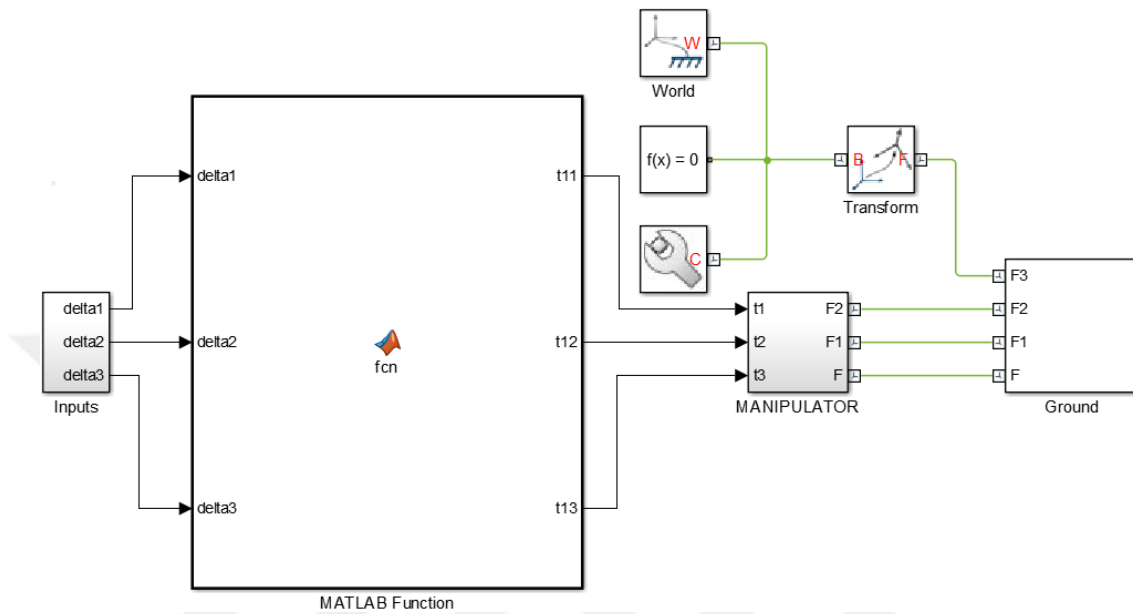 W
World
f(x) = 0
B
F
Transform
C
delta1
t11
delta1
delta2
delta3
Inputs
delta2
fcn
t12
delta3
t13
MATLAB Function
t1
t2
t3
F2
F1
F
MANIPULATOR
F3
F2
F1
F
Ground